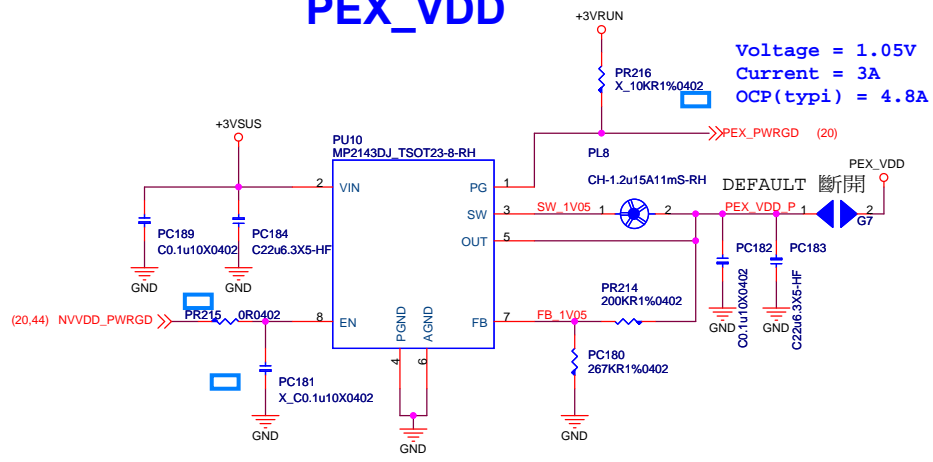 PEX_VDD
+3VRUN
Voltage = 1.05V
Current = 3A
OCP(typi) = 4.8A
PR216
X_10KR1%0402
+3VSUS
PEX_PWRGD (20)
PU10
MP2143DJ_TSOT23-8-RH
PL8
CH-1.2u15A11mS-RH
PEX_VDD
DEFAULT 斷開
2 VIN
PG 1
SW 3 SW_1V05 1 2 PEX_VDD_P 1 2
G7
OUT 5
PC189
C0.1u10X0402
PC184
C22u6.3X5-HF
PC182
C0.1u10X0402
PC183
C22u6.3X5-HF
GND
GND
GND
GND
PR214
200KR1%0402
(20,44) NVVDD_PWRGD
PR215 0R0402
8 EN
FB 7 FB_1V05
PGND
AGND
4
6
PC181
X_C0.1u10X0402
PC180
267KR1%0402
GND
GND
GND